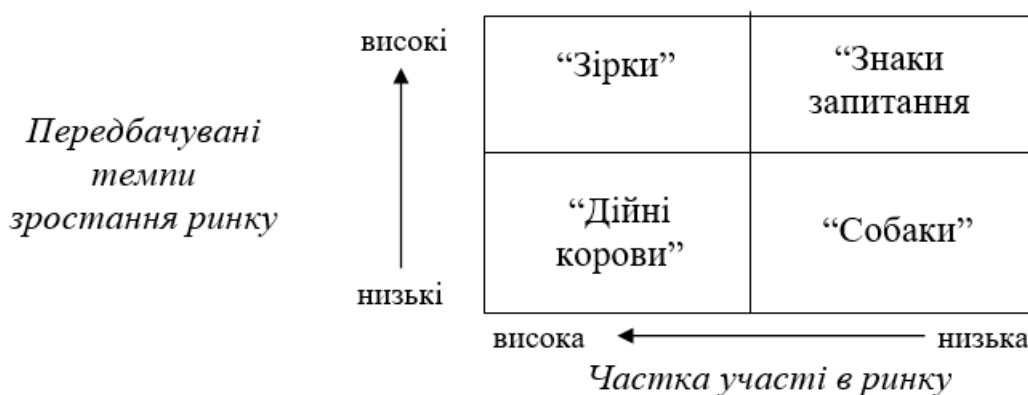 високі
“Зірки”
“Знаки
запитання
Передбачувані
темпи
зростання ринку
“Дійні
корови”
“Собаки”
низькі
висока
низька
Частка участі в ринку